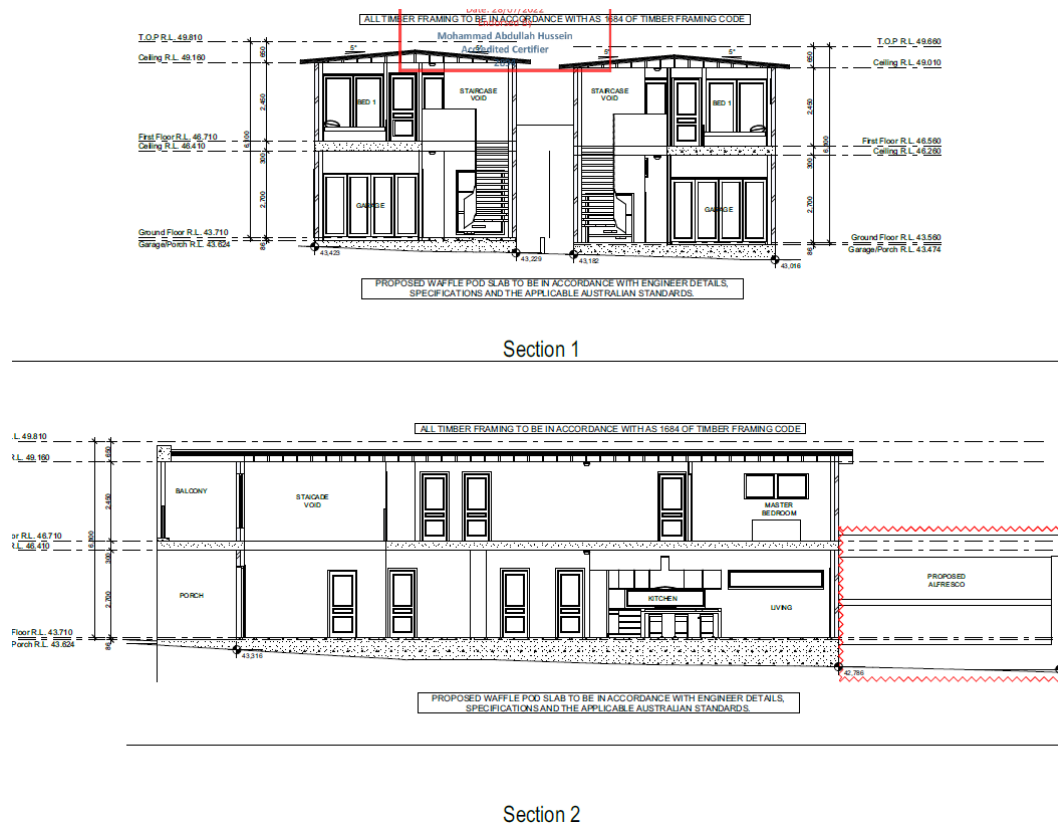 Date: 28/07/2022
ALL TIMBER FRAMING TO BE IN ACCORDANCE WITH AS 1684 OF TIMBER FRAMING CODE
Endorsed By
Mohammad Abdullah Hussein
Accredited Certifier
T.O.P R.L. 49.810
T.O.P R.L. 49.660
650
5°
5°
5°
5°
650
Ceiling R.L. 49.160
Ceiling R.L. 49.010
STAIRCASE
VOID
STAIRCASE
VOID
BED 1
BED 1
2,450
2,450
First Floor R.L. 46.710
First Floor R.L. 46.560
Ceiling R.L. 46.410
Ceiling R.L. 46.260
300
300
2,700
GARAGE
GARAGE
2,700
Ground Floor R.L. 43.710
Ground Floor R.L. 43.560
Garage/Porch R.L. 43.624
Garage/Porch R.L. 43.474
86
86
43,423
43,229
43,182
43,016
PROPOSED WAFFLE POD SLAB TO BE IN ACCORDANCE WITH ENGINEER DETAILS,
SPECIFICATIONS AND THE APPLICABLE AUSTRALIAN STANDARDS.
Section 1
ALL TIMBER FRAMING TO BE IN ACCORDANCE WITH AS 1684 OF TIMBER FRAMING CODE
.L. 49.810
650
R.L. 49.160
BALCONY
STAICADE
VOID
MASTER
BEDROOM
2,450
or R.L. 46.710
R.L. 46.410
300
PROPOSED
ALFRESCO
PORCH
KITCHEN
LIVING
2,700
Floor R.L. 43.710
Porch R.L. 43.624
86
43,316
42,786
PROPOSED WAFFLE POD SLAB TO BE IN ACCORDANCE WITH ENGINEER DETAILS,
SPECIFICATIONS AND THE APPLICABLE AUSTRALIAN STANDARDS.
Section 2